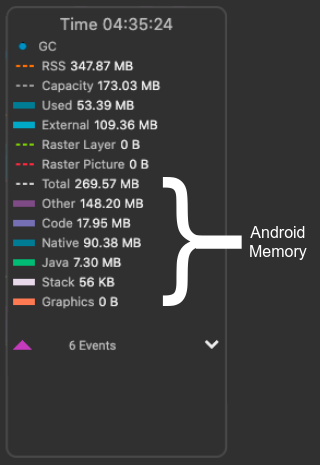 Time 04:35:24
GC
RSS 347.87 MB
Capacity 173.03 MB
Used 53.39 MB
External 109.36 MB
Raster Layer 0 B
Raster Picture 0 B
Total 269.57 MB
Other 148.20 MB
Code 17.95 MB
Native 90.38 MB
Java 7.30 MB
Stack 56 KB
Graphics 0 B
Android
Memory
6 Events